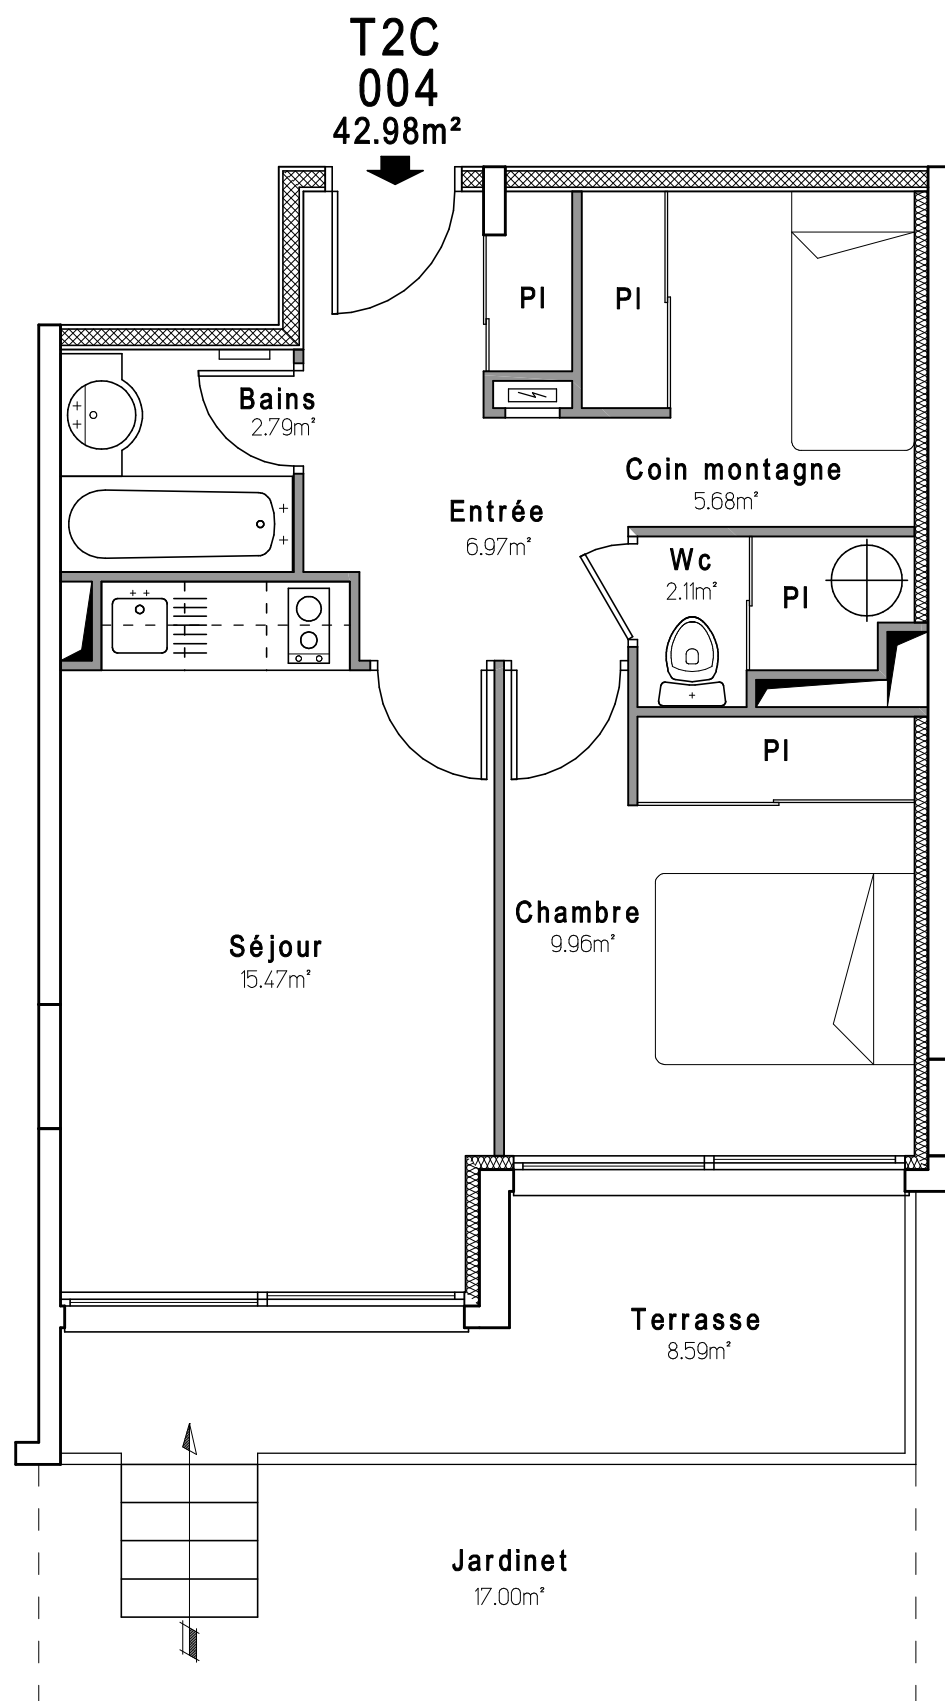 T2C
004
42.98m²
Pl
Pl
Bains
2.79m²
Coin montagne
5.68m²
Entrée
6.97m²
Wc
2.11m²
Pl
Pl
Chambre
9.96m²
Séjour
15.47m²
Terrasse
8.59m²
Jardinet
17.00m²